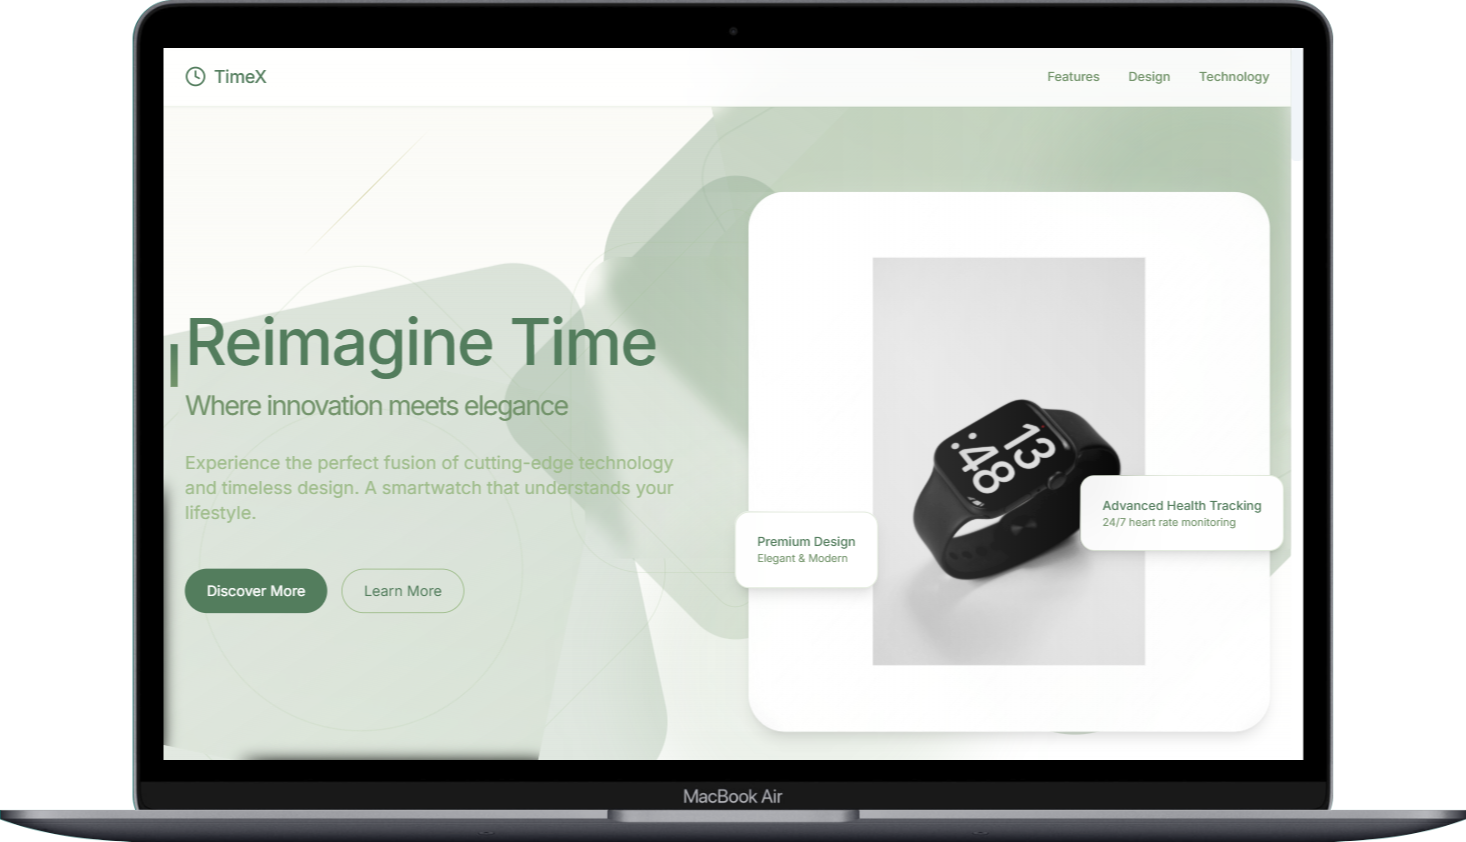 TimeX
Features
Design
Technology
Reimagine Time
Where innovation meets elegance
Experience the perfect fusion of cutting-edge technology
and timeless design. A smartwatch that understands your
lifestyle.
Discover More
Learn More
13
:48
Advanced Health Tracking
24/7 heart rate monitoring
Premium Design
Elegant & Modern
MacBook Air